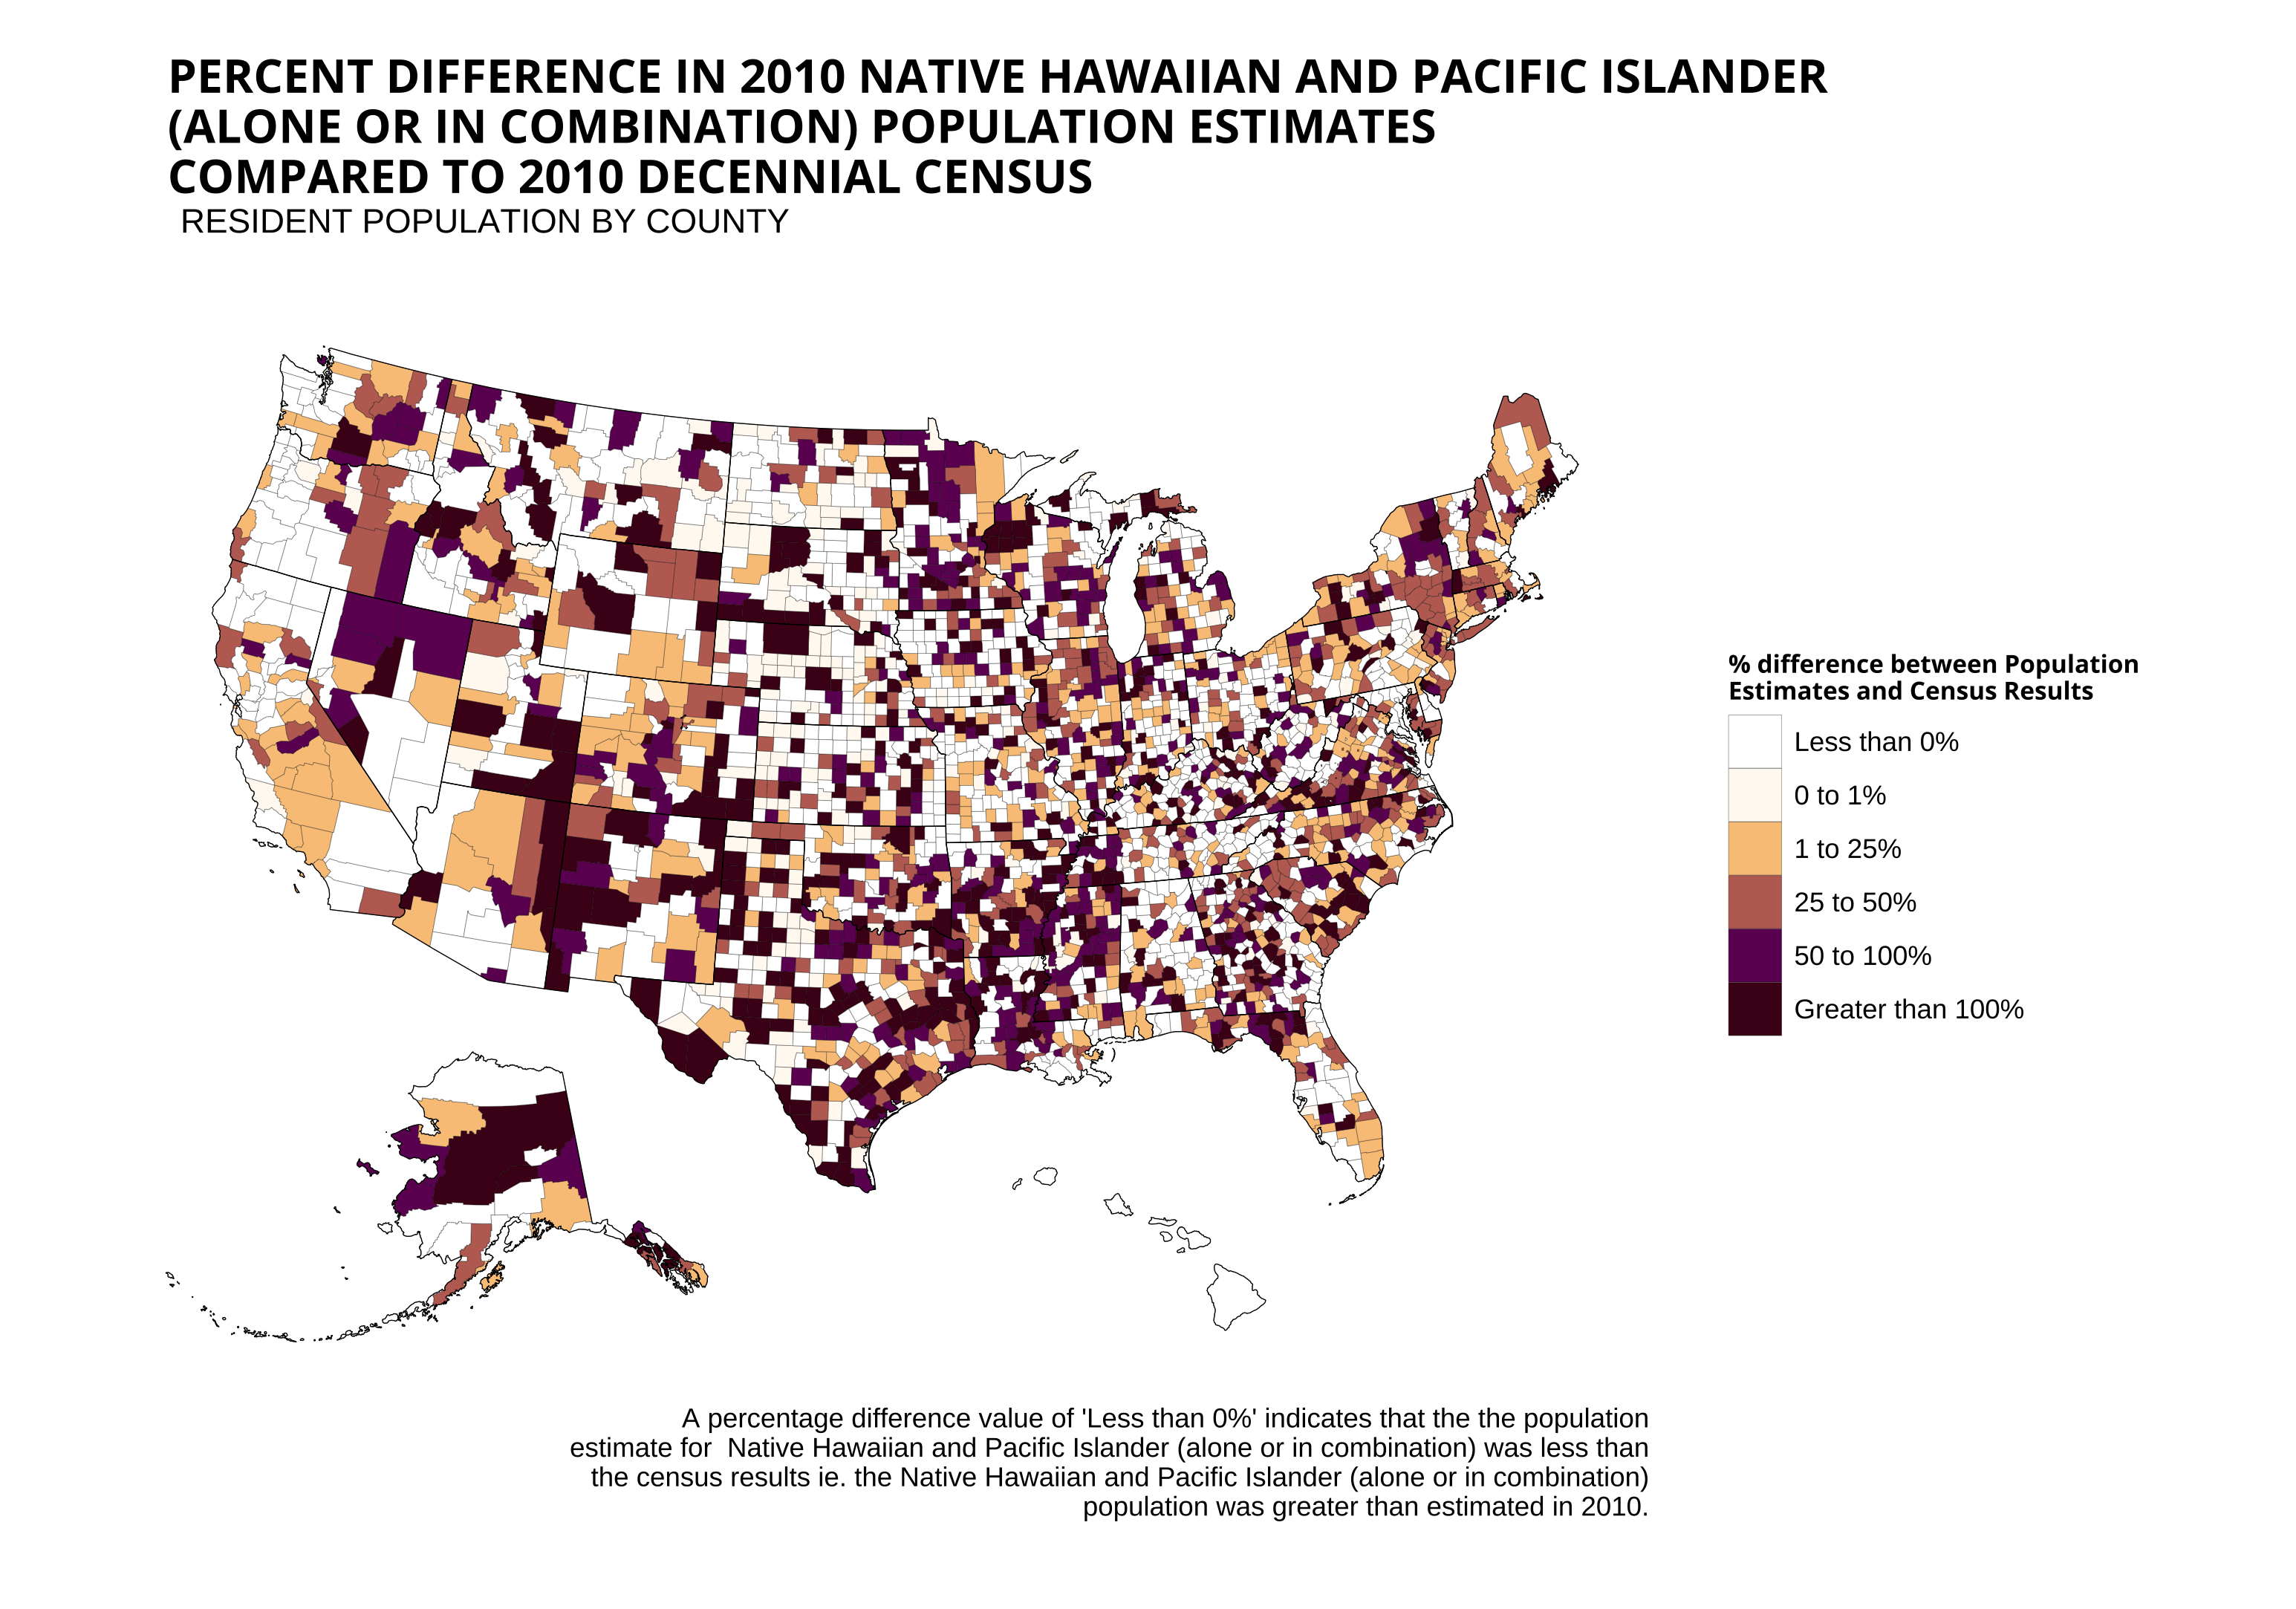 PERCENT DIFFERENCE IN 2010 NATIVE HAWAIIAN AND PACIFIC ISLANDER
(ALONE OR IN COMBINATION) POPULATION ESTIMATES
COMPARED TO 2010 DECENNIAL CENSUS
RESIDENT POPULATION BY COUNTY
% difference between Population
Estimates and Census Results
Less than 0%
0 to 1%
1 to 25%
25 to 50%
50 to 100%
Greater than 100%
A percentage difference value of 'Less than 0%' indicates that the the population
estimate for  Native Hawaiian and Pacific Islander (alone or in combination) was less than
the census results ie. the Native Hawaiian and Pacific Islander (alone or in combination)
population was greater than estimated in 2010.